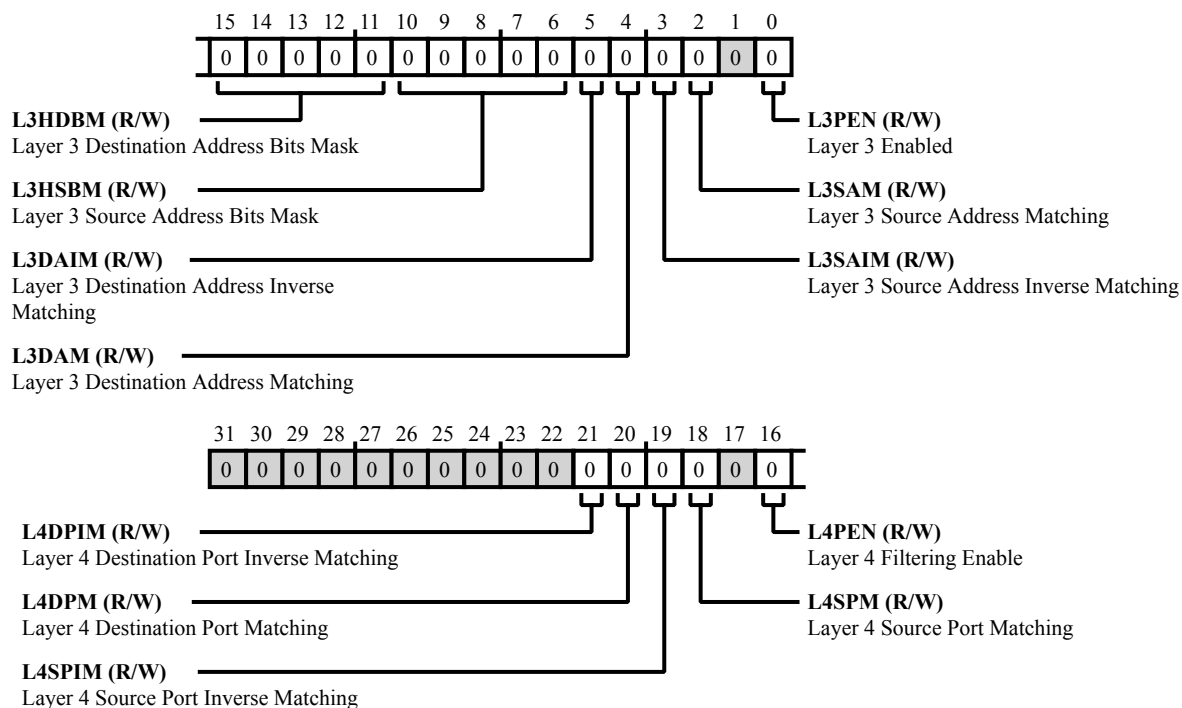 15 14 13 12 11 10 9 8 7 6 5 4 3 2 1 0
0 0 0 0 0 0 0 0 0 0 0 0 0 0 0 0
L3HDBM (R/W)
Layer 3 Destination Address Bits Mask
L3HSBM (R/W)
Layer 3 Source Address Bits Mask
L3DAIM (R/W)
Layer 3 Destination Address Inverse
Matching
L3DAM (R/W)
Layer 3 Destination Address Matching
L3PEN (R/W)
Layer 3 Enabled
L3SAM (R/W)
Layer 3 Source Address Matching
L3SAIM (R/W)
Layer 3 Source Address Inverse Matching
31 30 29 28 27 26 25 24 23 22 21 20 19 18 17 16
0 0 0 0 0 0 0 0 0 0 0 0 0 0 0 0
L4DPIM (R/W)
Layer 4 Destination Port Inverse Matching
L4DPM (R/W)
Layer 4 Destination Port Matching
L4SPIM (R/W)
Layer 4 Source Port Inverse Matching
L4PEN (R/W)
Layer 4 Filtering Enable
L4SPM (R/W)
Layer 4 Source Port Matching